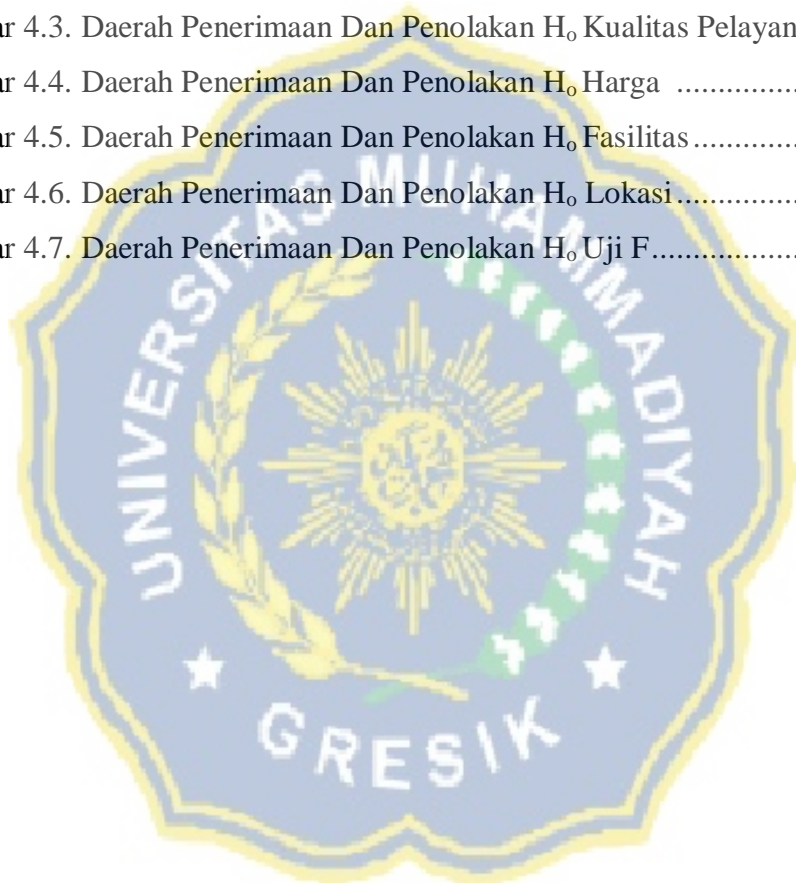 ar 4.3. Daerah Penerimaan Dan Penolakan Ho Kualitas Pelayan
ar 4.4. Daerah Penerimaan Dan Penolakan Ho Harga ..............
ar 4.5. Daerah Penerimaan Dan Penolakan Ho Fasilitas.............
ar 4.6. Daerah Penerimaan Dan Penolakan Ho Lokasi...............
ar 4.7. Daerah Penerimaan Dan Penolakan Ho Uji F..................
UNIVERSITAS MUHAMMADIYAH
GRESIK